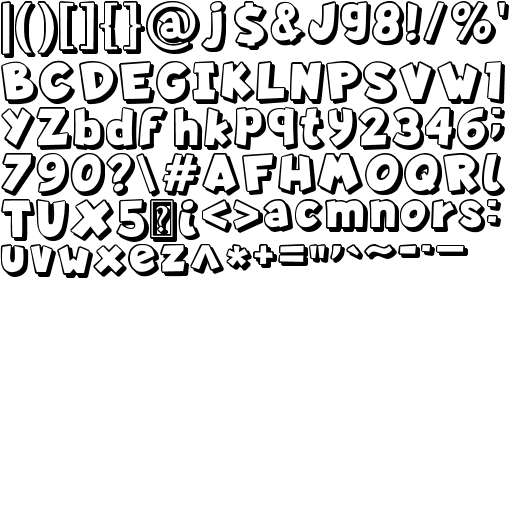 |()[]{}@j$&Jg8!/%'
BCDEGIKLNPSVW1
YZbdfhkpqty2346;
790?\#AFHMOQRl
TUX5?i<>acmnors:
uvwxez^*+=",`~-._